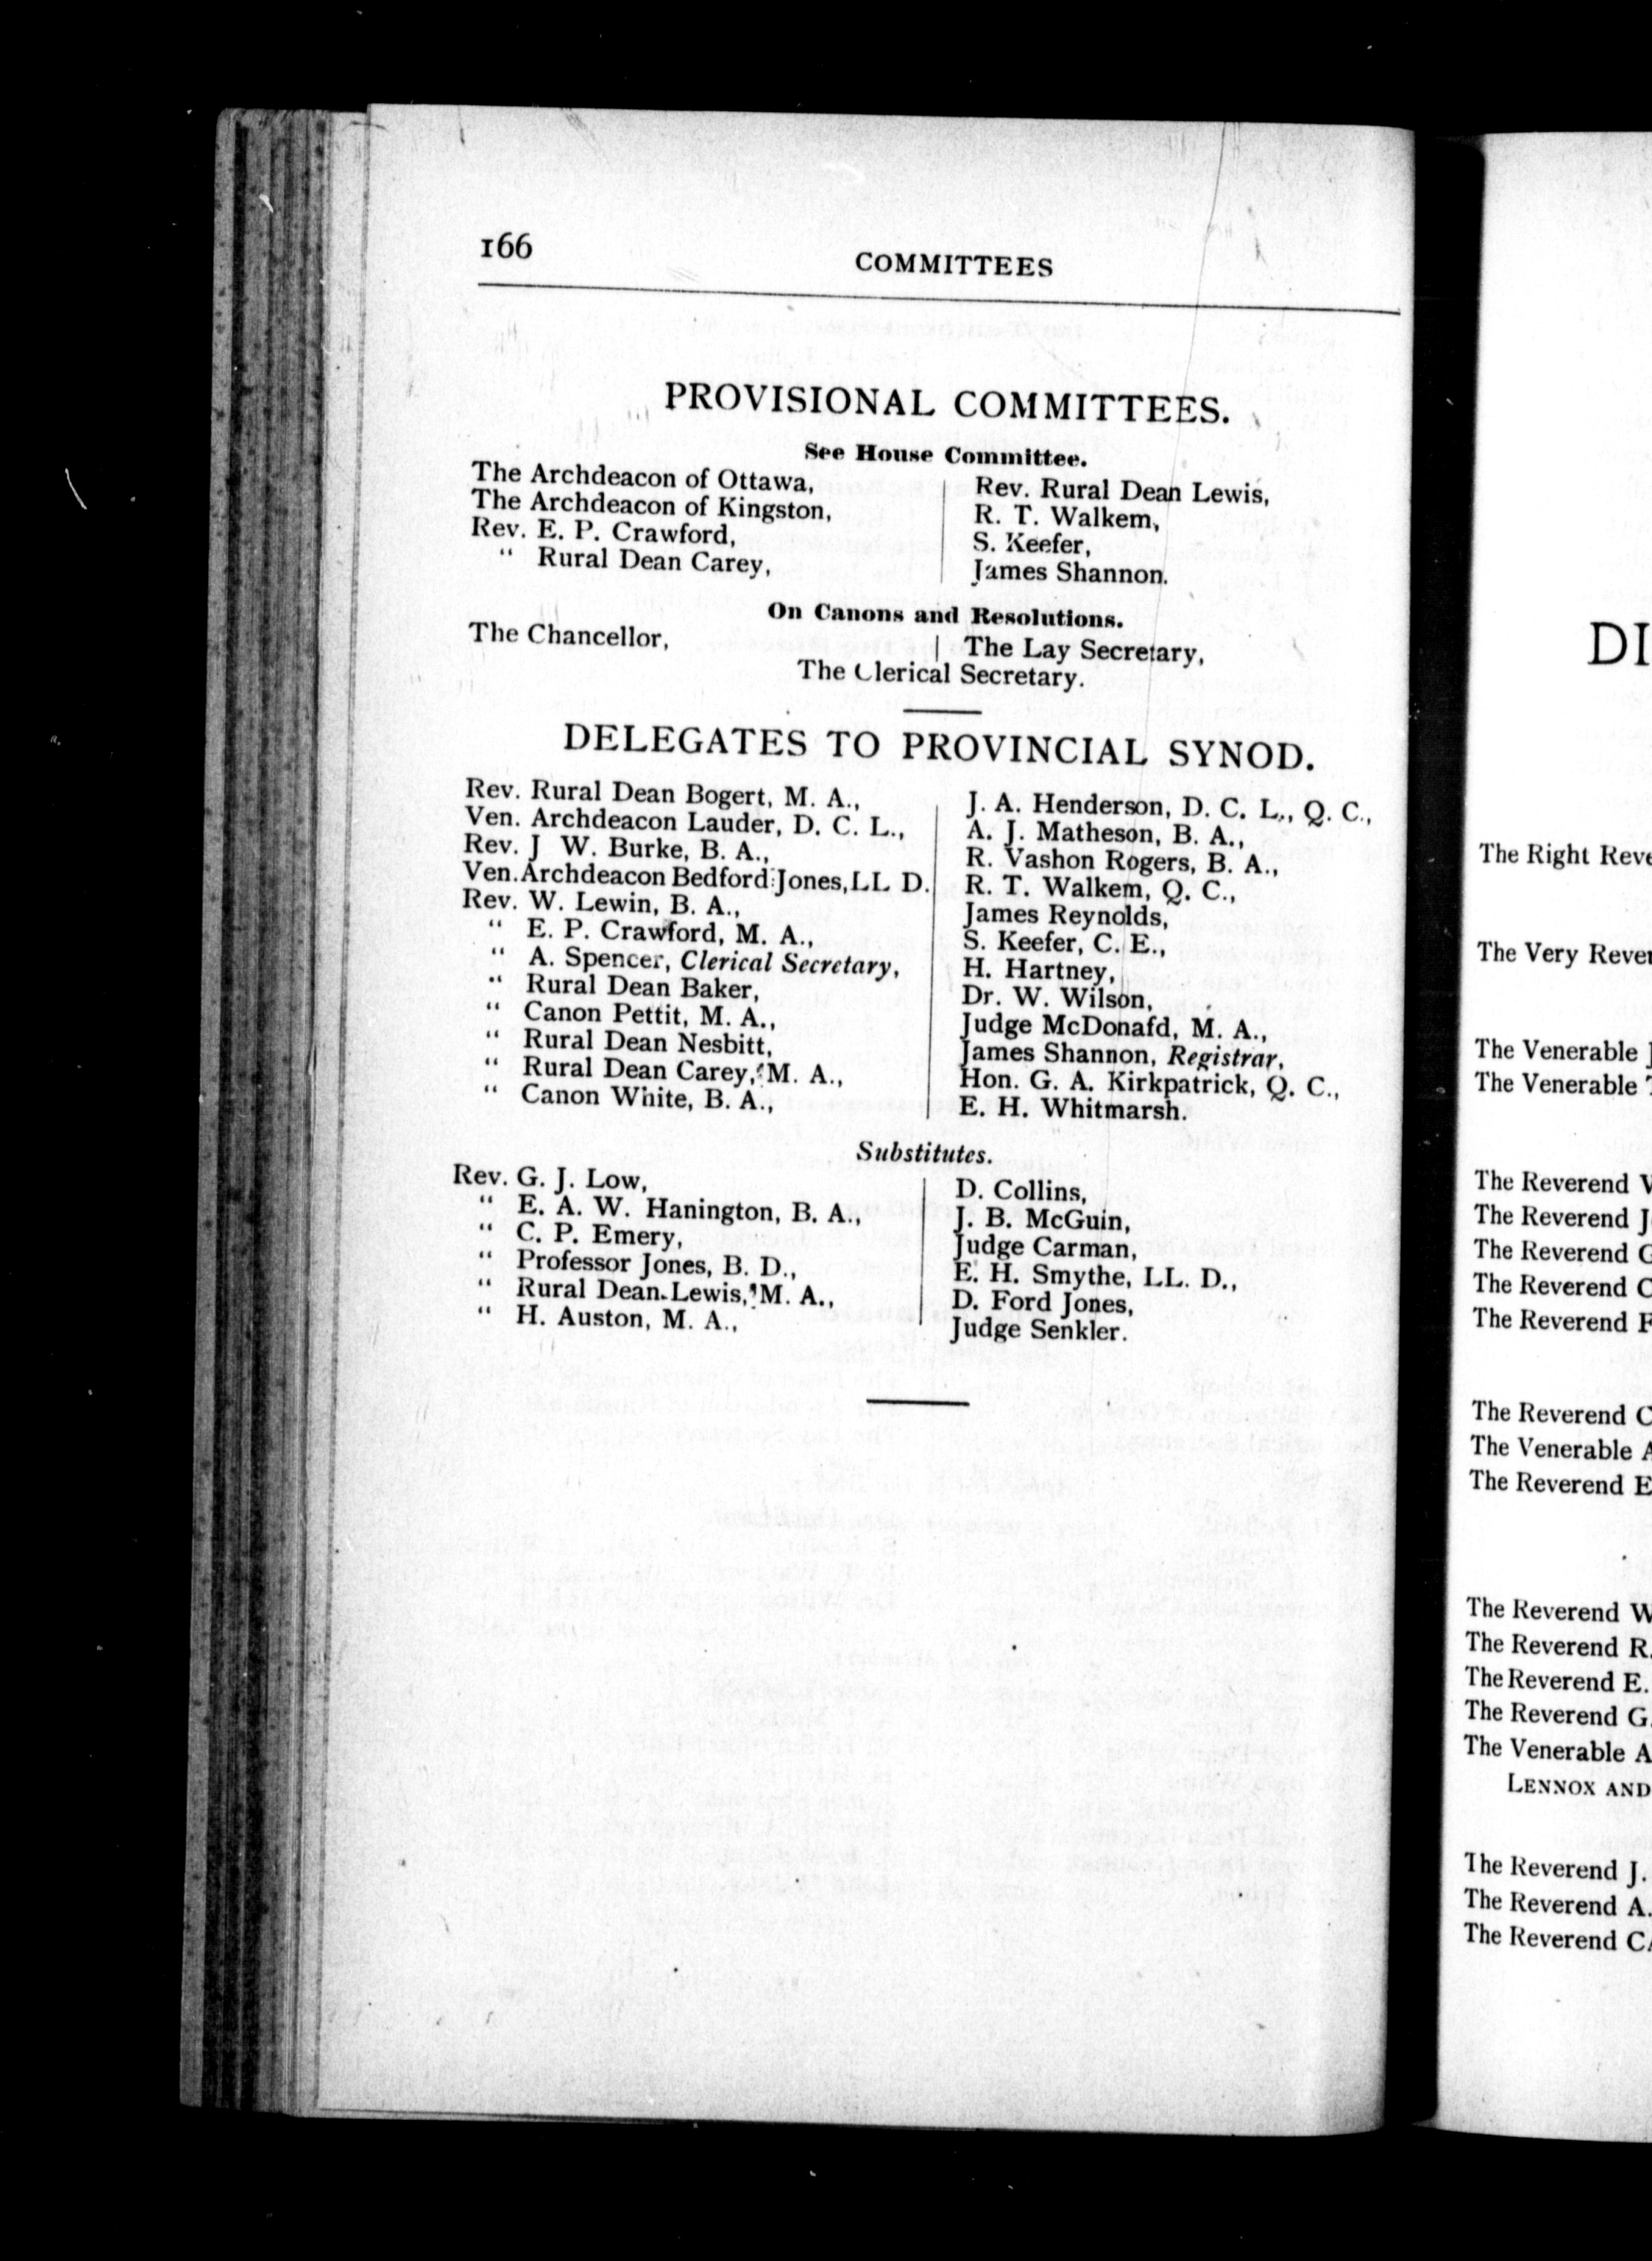 166
COMMITTEES
PROVISIONAL COMMITTEES.
See House Committee.
The Archdeacon of Ottawa,
The Archdeacon of Kingston,
Rev. E. P. Crawford,
“ Rural Dean Carey,
Rev. Rural Dean Lewis,
R. T. Walkem,
S. Keefer,
James Shannon.
On Canons and Resolutions.
The Chancellor,
The Lay Secretary,
The Clerical Secretary.
DELEGATES TO PROVINCIAL SYNOD.
Rev. Rural Dean Bogert, M. A.,
Ven. Archdeacon Lauder, D. C. L.,
Rev. J W. Burke, B. A.,
Ven. Archdeacon Bedford Jones, LL D.
Rev. W. Lewin, B. A.,
“ E. P. Crawford, M. A.,
“ A. Spencer, Clerical Secretary,
“ Rural Dean Baker,
“ Canon Pettit, M. A.,
“ Rural Dean Nesbitt,
“ Rural Dean Carey, M. A.,
“ Canon White, B. A.,
J. A. Henderson, D. C. L., Q. C.,
A. J. Matheson, B. A.,
R. Vashon Rogers, B. A.,
R. T. Walkem, Q. C.,
James Reynolds,
S. Keefer, C. E.,
H. Hartney,
Dr. W. Wilson,
Judge McDonafd, M. A.,
James Shannon, Registrar,
Hon. G. A. Kirkpatrick, Q. C.,
E. H. Whitmarsh.
Substitutes.
Rev. G. J. Low,
“ E. A. W. Hanington, B. A.,
“ C. P. Emery,
“ Professor Jones, B. D.,
“ Rural Dean Lewis, M. A.,
“ H. Auston, M. A.,
D. Collins,
J. B. McGuin,
Judge Carman,
E. H. Smythe, LL. D.,
D. Ford Jones,
Judge Senkler.
DI
The Right Reve
The Very Rever
The Venerable J
The Venerable T
The Reverend W
The Reverend J
The Reverend G
The Reverend C
The Reverend F
The Reverend C
The Venerable A
The Reverend E
The Reverend W
The Reverend R.
The Reverend E.
The Reverend G.
The Venerable A
LENNOX AND
The Reverend J.
The Reverend A.
The Reverend CA